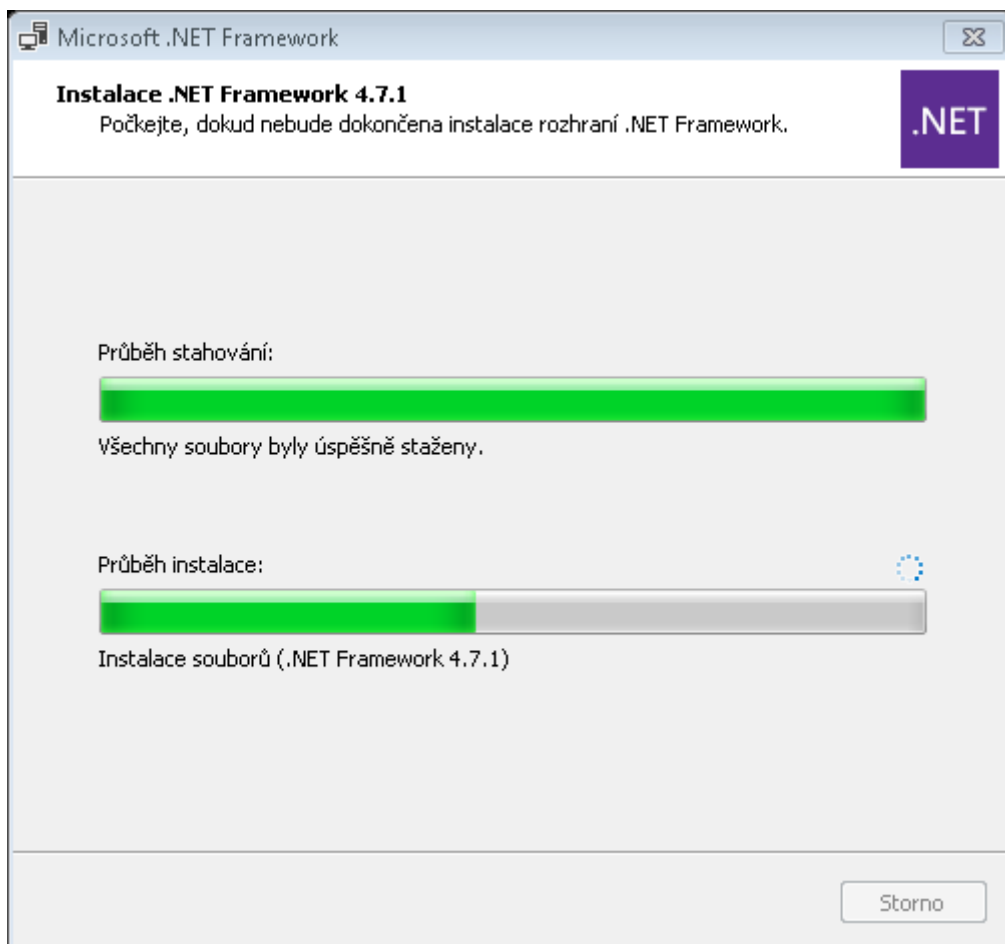 Microsoft .NET Framework
Instalace .NET Framework 4.7.1
Počkejte, dokud nebude dokončena instalace rozhraní .NET Framework.
.NET
Průběh stahování:
Všechny soubory byly úspěšně staženy.
Průběh instalace:
Instalace souborů (.NET Framework 4.7.1)
Storno